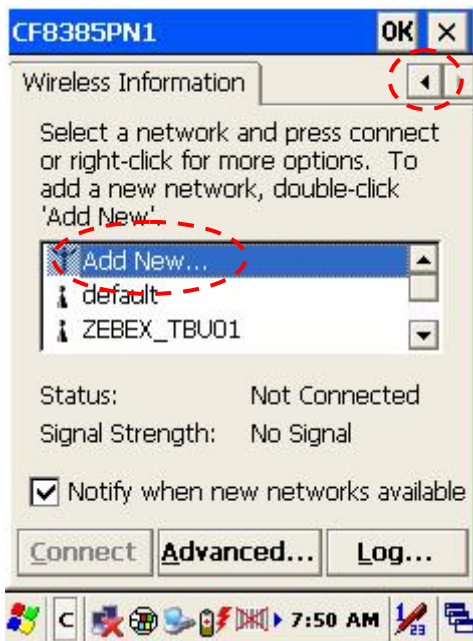 CF8385PN1 OK ×
Wireless Information
Select a network and press connect
or right-click for more options. To
add a new network, double-click
'Add New'.
Add New...
default
ZEBEX_TBU01
Status: Not Connected
Signal Strength: No Signal
Notify when new networks available
Connect Advanced... Log...
C 7:50 AM 1/23